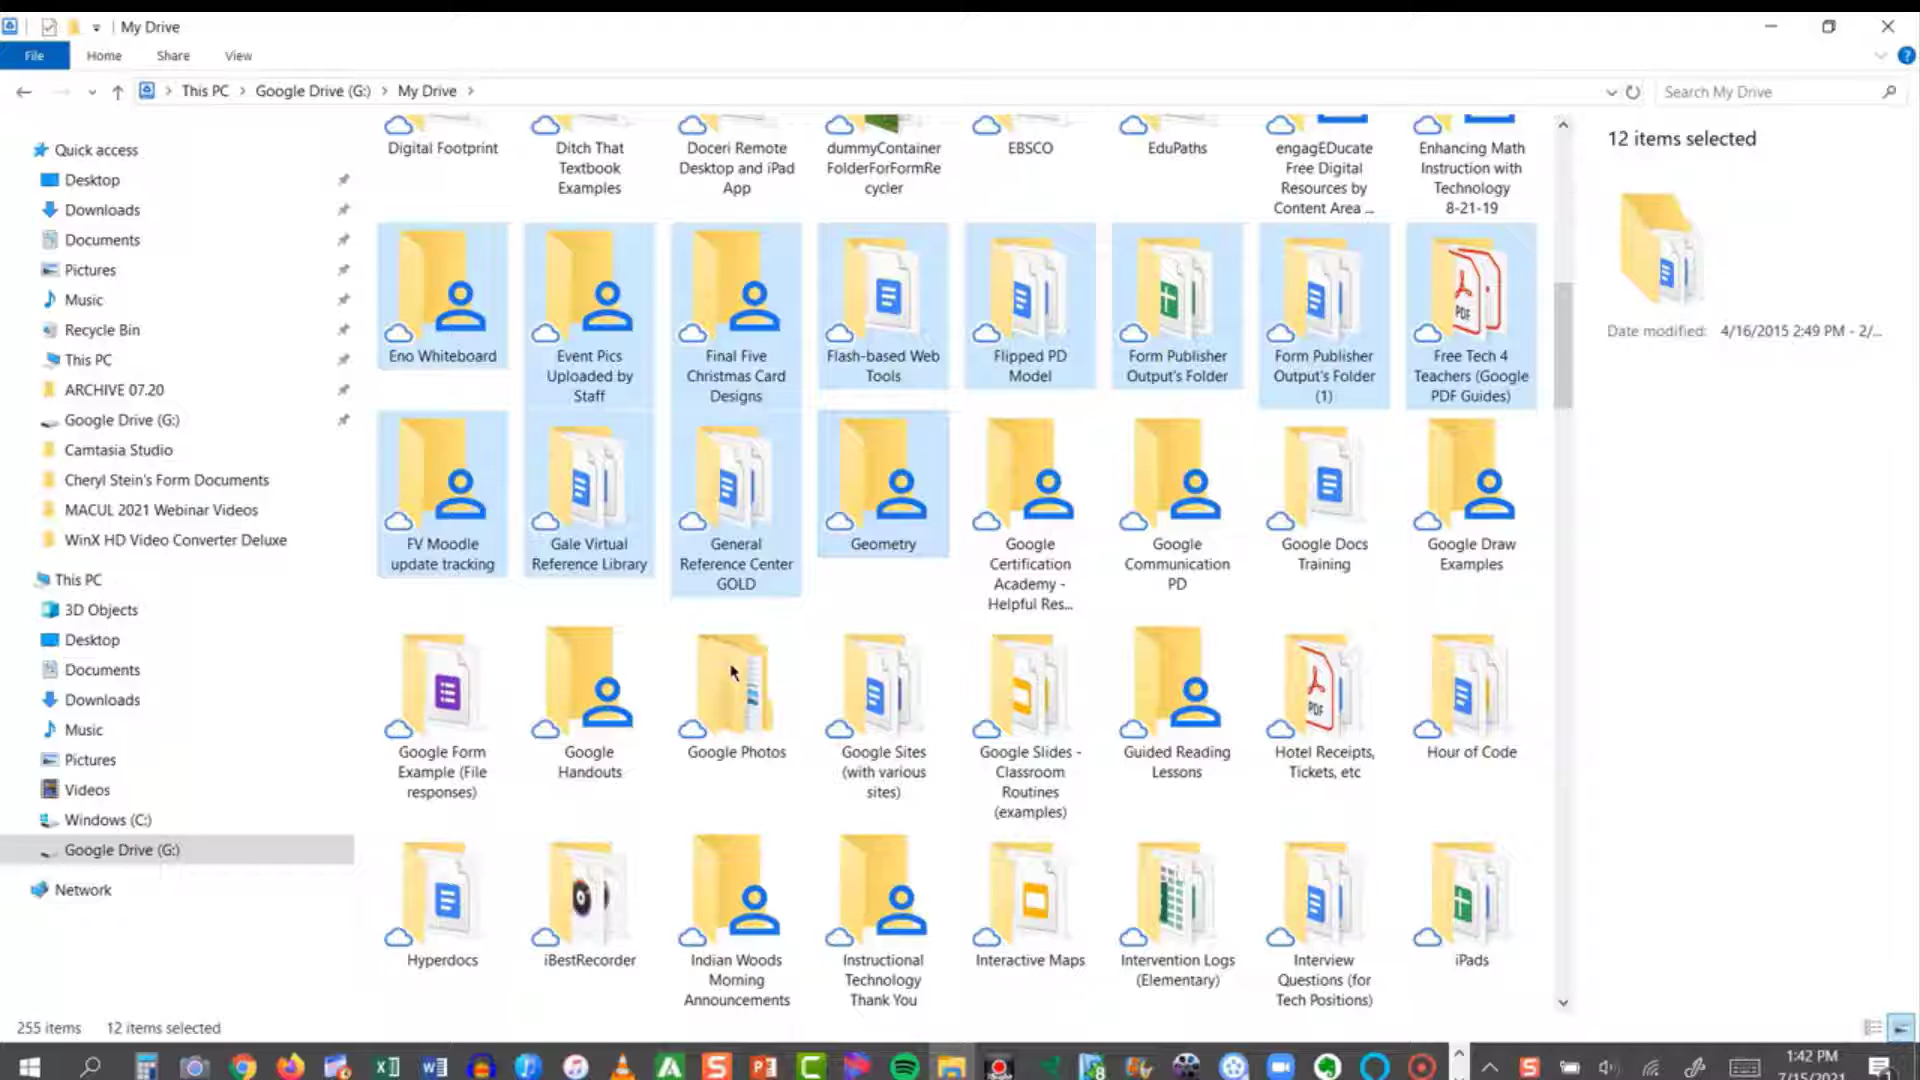 My Drive
File Home Share View
This PC Google Drive (G:) My Drive
Search My Drive
Quick access
Desktop
Downloads
Documents
Pictures
Music
Recycle Bin
This PC
ARCHIVE 07.20
Google Drive (G:)
Camtasia Studio
Cheryl Stein's Form Documents
MACUL 2021 Webinar Videos
WinX HD Video Converter Deluxe
This PC
3D Objects
Desktop
Documents
Downloads
Music
Pictures
Videos
Windows (C:)
Google Drive (G:)
Network
Digital Footprint
Ditch That
Textbook
Examples
Doceri Remote
Desktop and iPad
App
dummyContainer
FolderForFormRe
cycler
EBSCO
EduPaths
engagEDucate
Free Digital
Resources by
Content Area ...
Enhancing Math
Instruction with
Technology
8-21-19
Eno Whiteboard
Event Pics
Uploaded by
Staff
Final Five
Christmas Card
Designs
Flash-based Web
Tools
Flipped PD
Model
Form Publisher
Output's Folder
Form Publisher
Output's Folder
(1)
PDF
Free Tech 4
Teachers (Google
PDF Guides)
FV Moodle
update tracking
Gale Virtual
Reference Library
General
Reference Center
GOLD
Geometry
Google
Certification
Academy -
Helpful Res...
Google
Communication
PD
Google Docs
Training
Google Draw
Examples
Google Form
Example (File
responses)
Google
Handouts
Google Photos
Google Sites
(with various
sites)
Google Slides -
Classroom
Routines
(examples)
Guided Reading
Lessons
PDF
Hotel Receipts,
Tickets, etc
Hour of Code
Hyperdocs
iBestRecorder
Indian Woods
Morning
Announcements
Instructional
Technology
Thank You
Interactive Maps
Intervention Logs
(Elementary)
Interview
Questions (for
Tech Positions)
iPads
12 items selected
Date modified: 4/16/2015 2:49 PM - 2/...
255 items 12 items selected
1:42 PM
7/15/2021